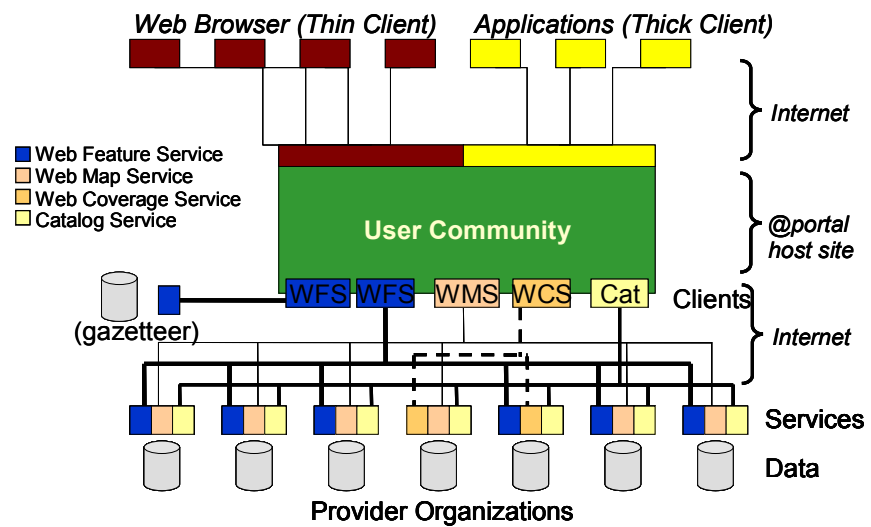 Web Browser (Thin Client)
Applications (Thick Client)
Internet
Web Feature Service
Web Map Service
Web Coverage Service
Catalog Service
User Community
@portal
host site
WFS
WFS
WMS
WCS
Cat
Clients
(gazetteer)
Internet
Services
Data
Provider Organizations